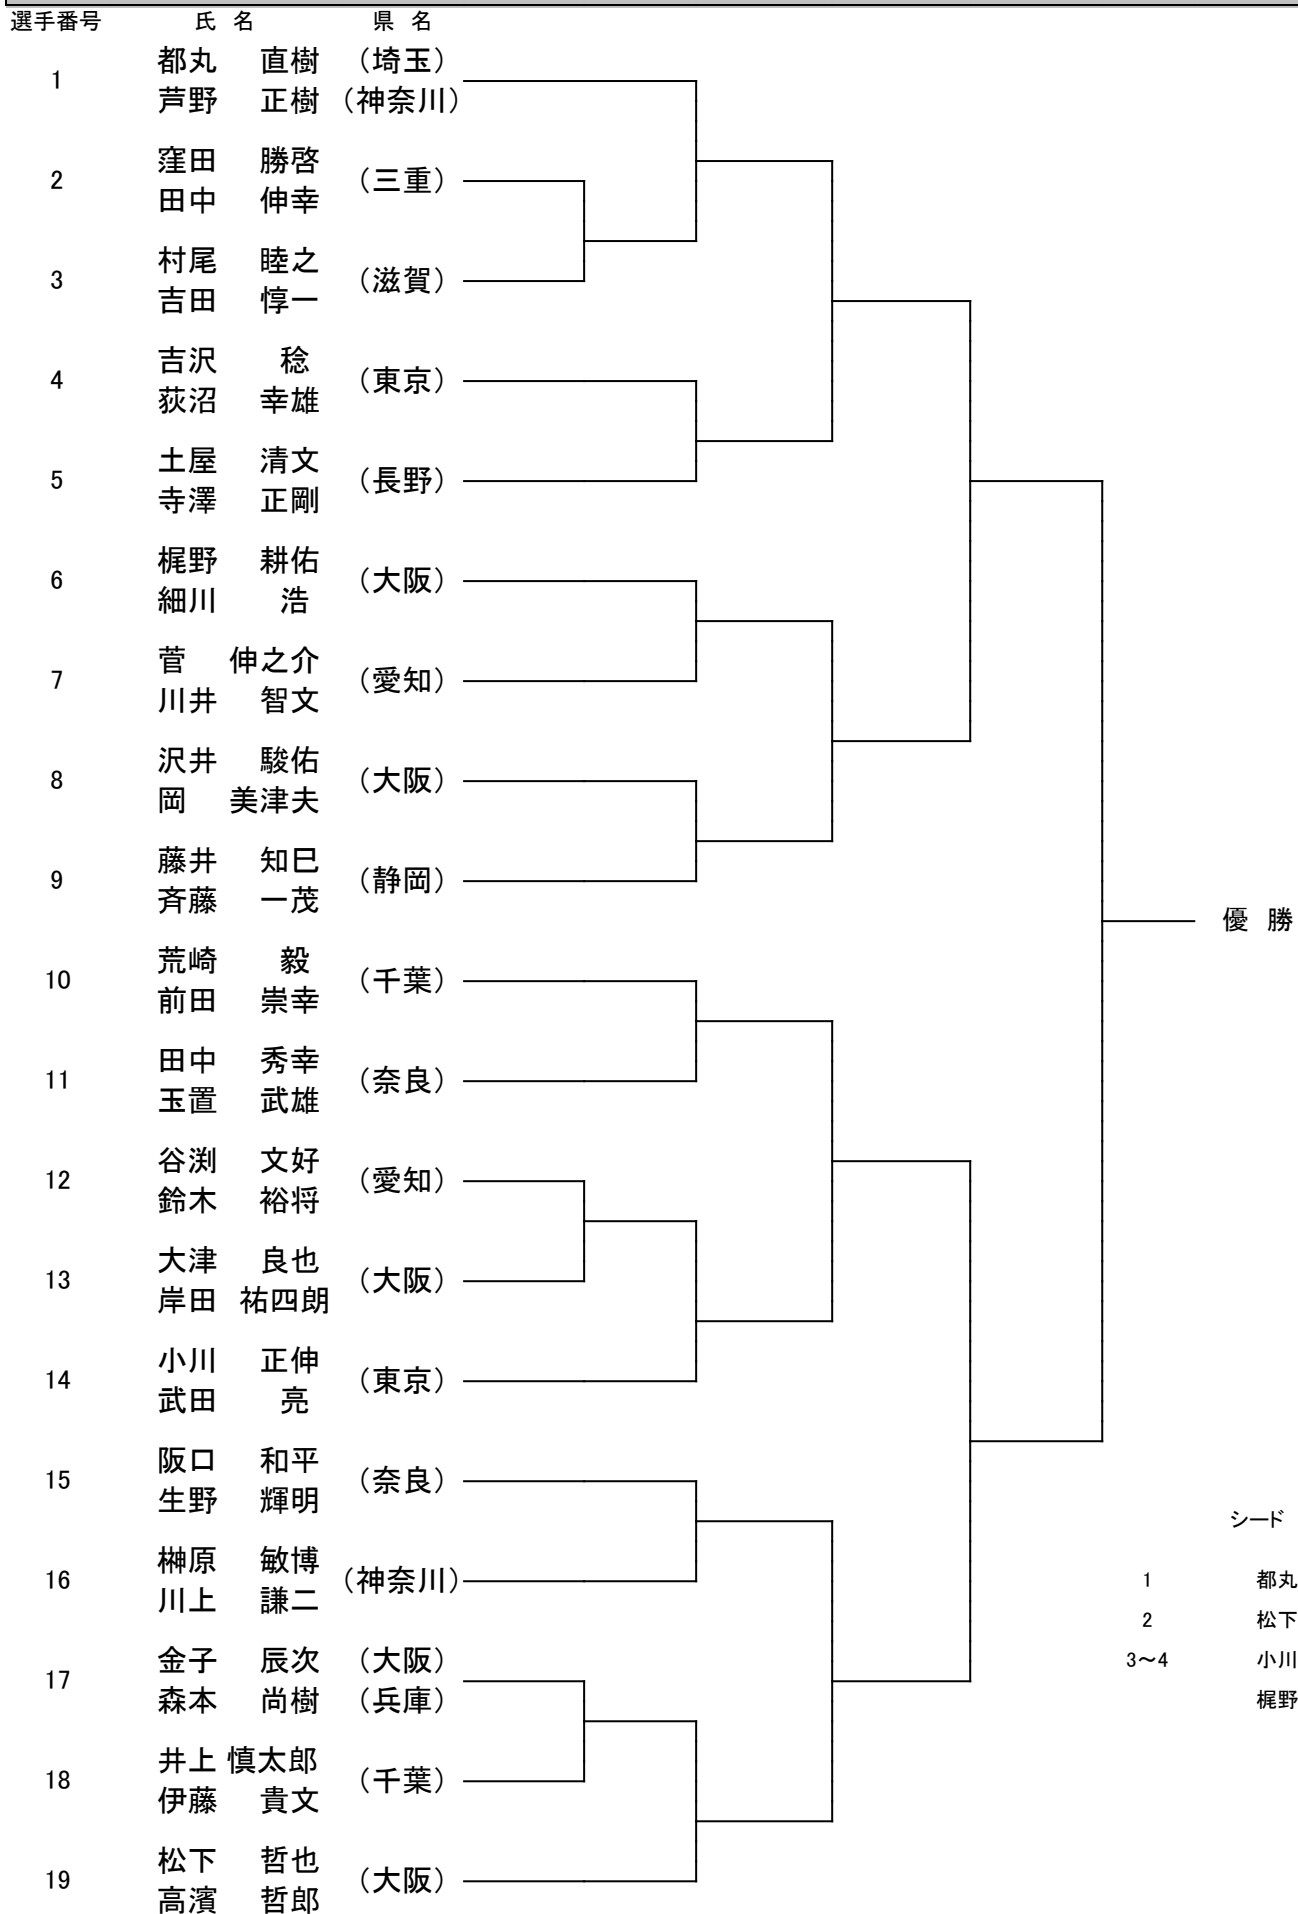 選手番号 氏 名 県 名
1 都丸 直樹 （埼玉）
芦野 正樹 （神奈川）
2 窪田 勝啓 （三重）
田中 伸幸
3 村尾 睦之 （滋賀）
吉田 惇一
4 吉沢 稔 （東京）
荻沼 幸雄
5 土屋 清文 （長野）
寺澤 正剛
6 梶野 耕佑 （大阪）
細川 浩
7 菅 伸之介 （愛知）
川井 智文
8 沢井 駿佑 （大阪）
岡 美津夫
9 藤井 知巳 （静岡）
斉藤 一茂
優 勝
10 荒崎 毅 （千葉）
前田 崇幸
11 田中 秀幸 （奈良）
玉置 武雄
12 谷渕 文好 （愛知）
鈴木 裕将
13 大津 良也 （大阪）
岸田 祐四朗
14 小川 正伸 （東京）
武田 亮
15 阪口 和平 （奈良）
生野 輝明
16 榊原 敏博 （神奈川）
川上 謙二
17 金子 辰次 （大阪）
森本 尚樹 （兵庫）
18 井上 慎太郎 （千葉）
伊藤 貴文
19 松下 哲也 （大阪）
高濱 哲郎
シード
1 都丸
2 松下
3～4 小川
梶野